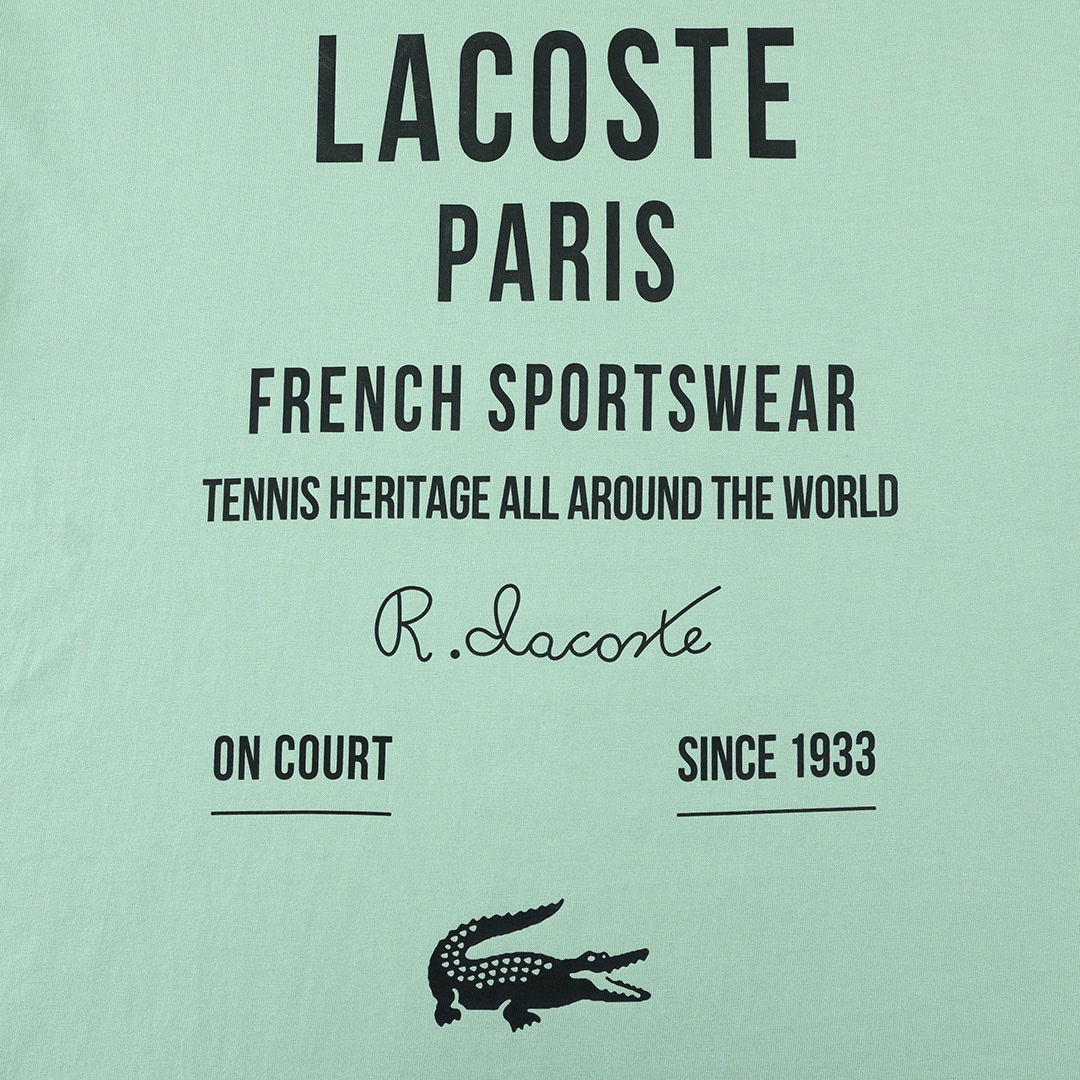 LACOSTE
PARIS
FRENCH SPORTSWEAR
TENNIS HERITAGE ALL AROUND THE WORLD
R. Lacoste
ON COURT SINCE 1933